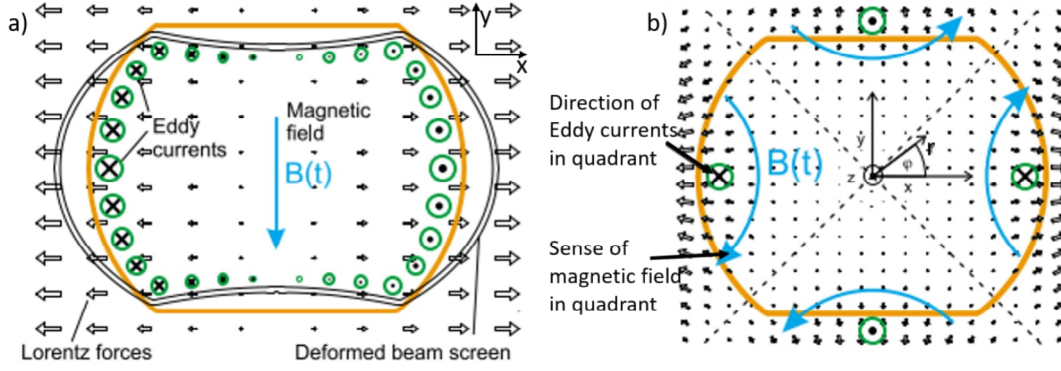 a)
y
x
Magnetic
field
B(t)
Eddy
currents
Lorentz forces
Deformed beam screen
b)
Direction of
Eddy currents
in quadrant
B(t)
y
r
φ
z
x
Sense of
magnetic field
in quadrant